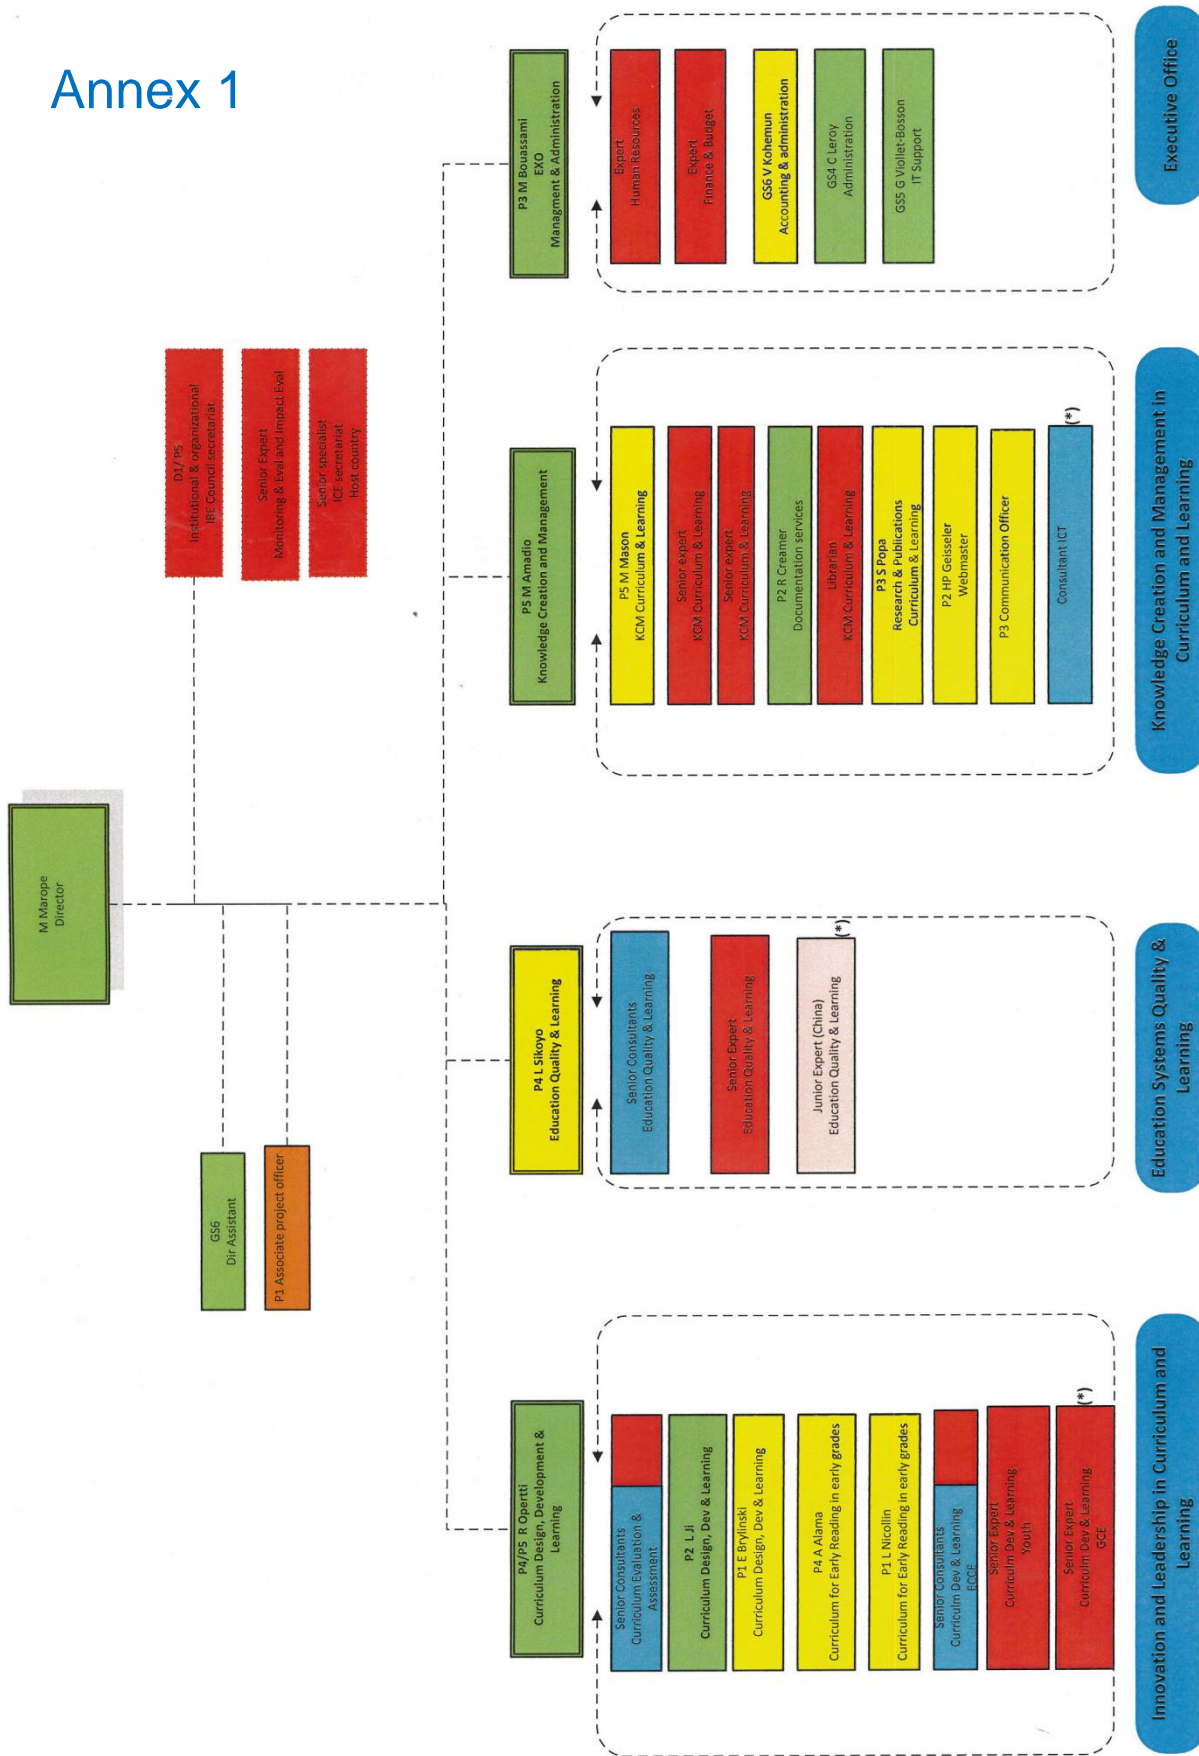 Annex 1
M Marope
Director
D1/ P5
Institutional & organizational
IBE Council secretariat
Senior Expert
Monitoring & Eval and Impact Eval
Senior specialist
ICE secretariat
Host country
GS6
Dir Assistant
P1 Associate project officer
P4/P5 R Opertti
Curriculum Design, Development &
Learning
Senior Consultants
Curriculum Evaluation &
Assessment
P2 L Ji
Curriculum Design, Dev & Learning
P1 E Brylinski
Curriculum Design, Dev & Learning
P4 A Alama
Curriculum for Early Reading in early grades
P1 L Nicollin
Curriculum for Early Reading in early grades
Senior Consultants
Curriculm Dev & Learning
ECCE
Senior Expert
Curriculm Dev & Learning
Youth
Senior Expert
Curriculm Dev & Learning
GCE
(*)
Innovation and Leadership in Curriculum and
Learning
P4 L Sikoyo
Education Quality & Learning
Senior Consultants
Education Quality & Learning
Senior Expert
Education Quality & Learning
Junior Expert (China)
Education Quality & Learning
(*)
Education Systems Quality &
Learning
P5 M Amadio
Knowledge Creation and Management
P5 M Mason
KCM Curriculum & Learning
Senior expert
KCM Curriculum & Learning
Senior expert
KCM Curriculum & Learning
P2 R Creamer
Documentation services
Librarian
KCM Curriculum & Learning
P3 S Popa
Research & Publications
Curriculum & Learning
P2 HP Geisseler
Webmaster
P3 Communication Officer
Consultant ICT
(*)
Knowledge Creation and Management in
Curriculum and Learning
P3 M Bouassami
EXO
Managment & Administration
Expert
Human Resources
Expert
Finance & Budget
GS6 V Kohemun
Accounting & administration
GS4 C Leroy
Administration
GS5 G Viollet-Bosson
IT Support
Executive Office